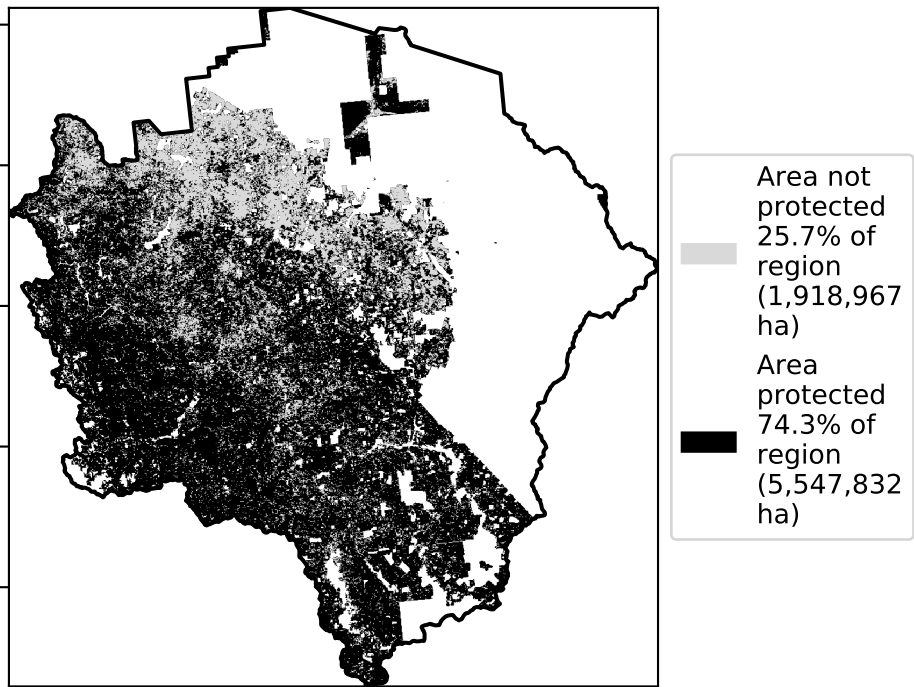 Area not
protected
25.7% of
region
(1,918,967
ha)
Area
protected
74.3% of
region
(5,547,832
ha)